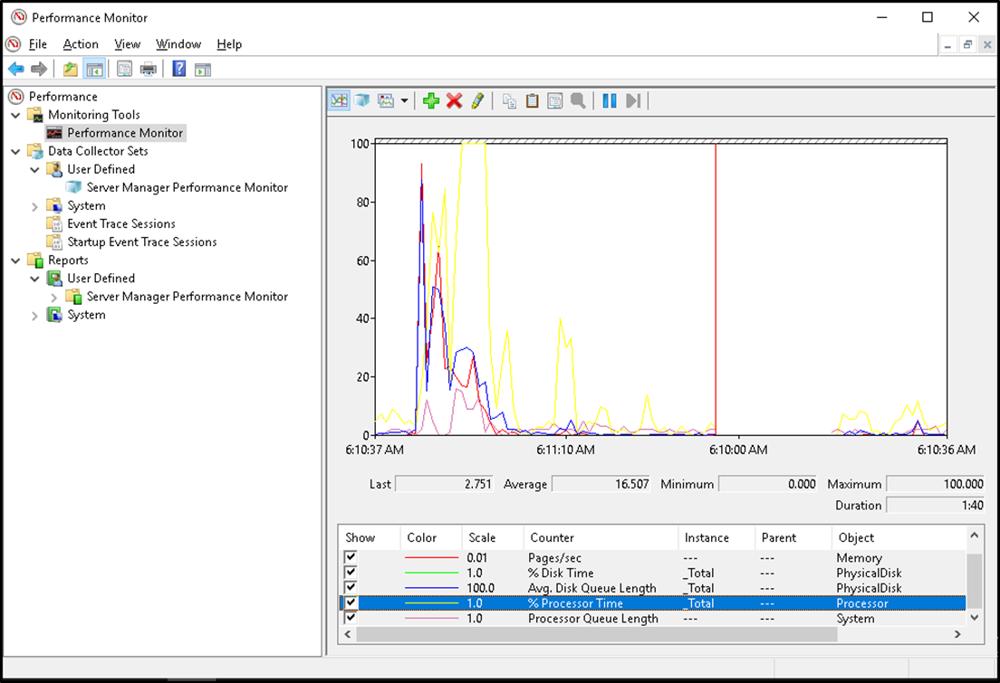 Performance Monitor
File Action View Window Help
Performance
Monitoring Tools
Performance Monitor
Data Collector Sets
User Defined
Server Manager Performance Monitor
System
Event Trace Sessions
Startup Event Trace Sessions
Reports
User Defined
Server Manager Performance Monitor
System
100
80
60
40
20
0
6:10:37 AM 6:11:10 AM 6:10:00 AM 6:10:36 AM
Last 2.751 Average 16.507 Minimum 0.000 Maximum 100.000
Duration 1:40
Show Color Scale Counter Instance Parent Object
0.01 Pages/sec --- --- Memory
1.0 % Disk Time _Total --- PhysicalDisk
100.0 Avg. Disk Queue Length _Total --- PhysicalDisk
1.0 % Processor Time _Total --- Processor
1.0 Processor Queue Length --- --- System